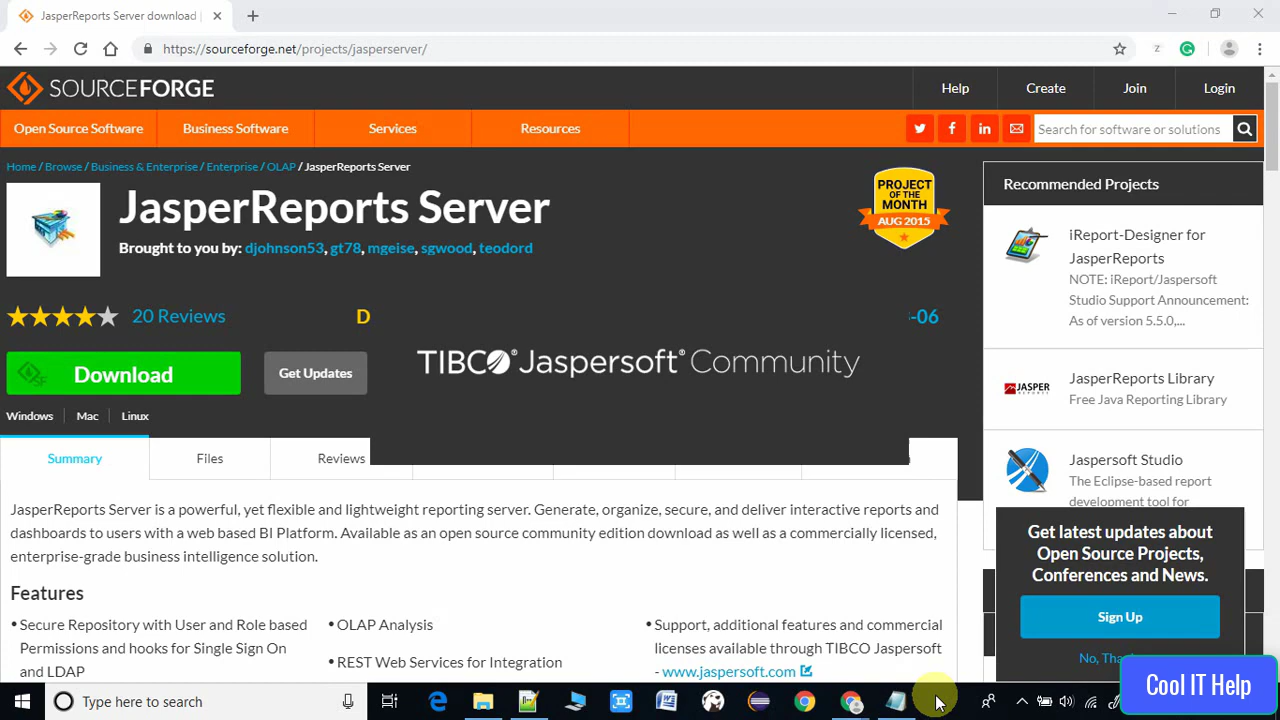 JasperReports Server download |
https://sourceforge.net/projects/jasperserver/
SOURCEFORGE
Help
Create
Join
Login
Open Source Software
Business Software
Services
Resources
Search for software or solutions
Home / Browse / Business & Enterprise / Enterprise / OLAP / JasperReports Server
JasperReports Server
Brought to you by: djohnson53, gt78, mgeise, sgwood, teodord
PROJECT
OF THE
MONTH
AUG 2015
20 Reviews
D
-06
TIBCO® Jaspersoft® Community
Download
Get Updates
Windows
Mac
Linux
Summary
Files
Reviews
JasperReports Server is a powerful, yet flexible and lightweight reporting server. Generate, organize, secure, and deliver interactive reports and
dashboards to users with a web based BI Platform. Available as an open source community edition download as well as a commercially licensed,
enterprise-grade business intelligence solution.
Features
• Secure Repository with User and Role based
Permissions and hooks for Single Sign On
and LDAP
• OLAP Analysis
• REST Web Services for Integration
• Support, additional features and commercial
licenses available through TIBCO Jaspersoft
- www.jaspersoft.com
Recommended Projects
iReport-Designer for
JasperReports
NOTE: iReport/Jaspersoft
Studio Support Announcement:
As of version 5.5.0,...
JASPER
REPORTS
JasperReports Library
Free Java Reporting Library
Jaspersoft Studio
The Eclipse-based report
development tool for
Get latest updates about
Open Source Projects,
Conferences and News.
Sign Up
No,
Cool IT Help
Type here to search